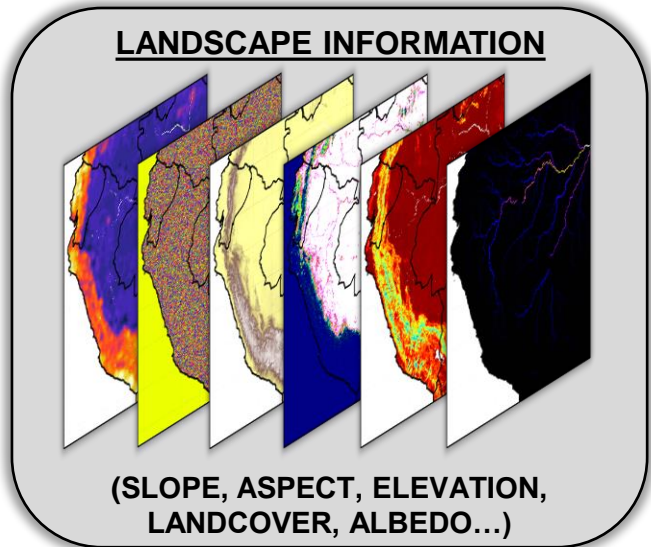 LANDSCAPE INFORMATION
(SLOPE, ASPECT, ELEVATION,
LANDCOVER, ALBEDO...)